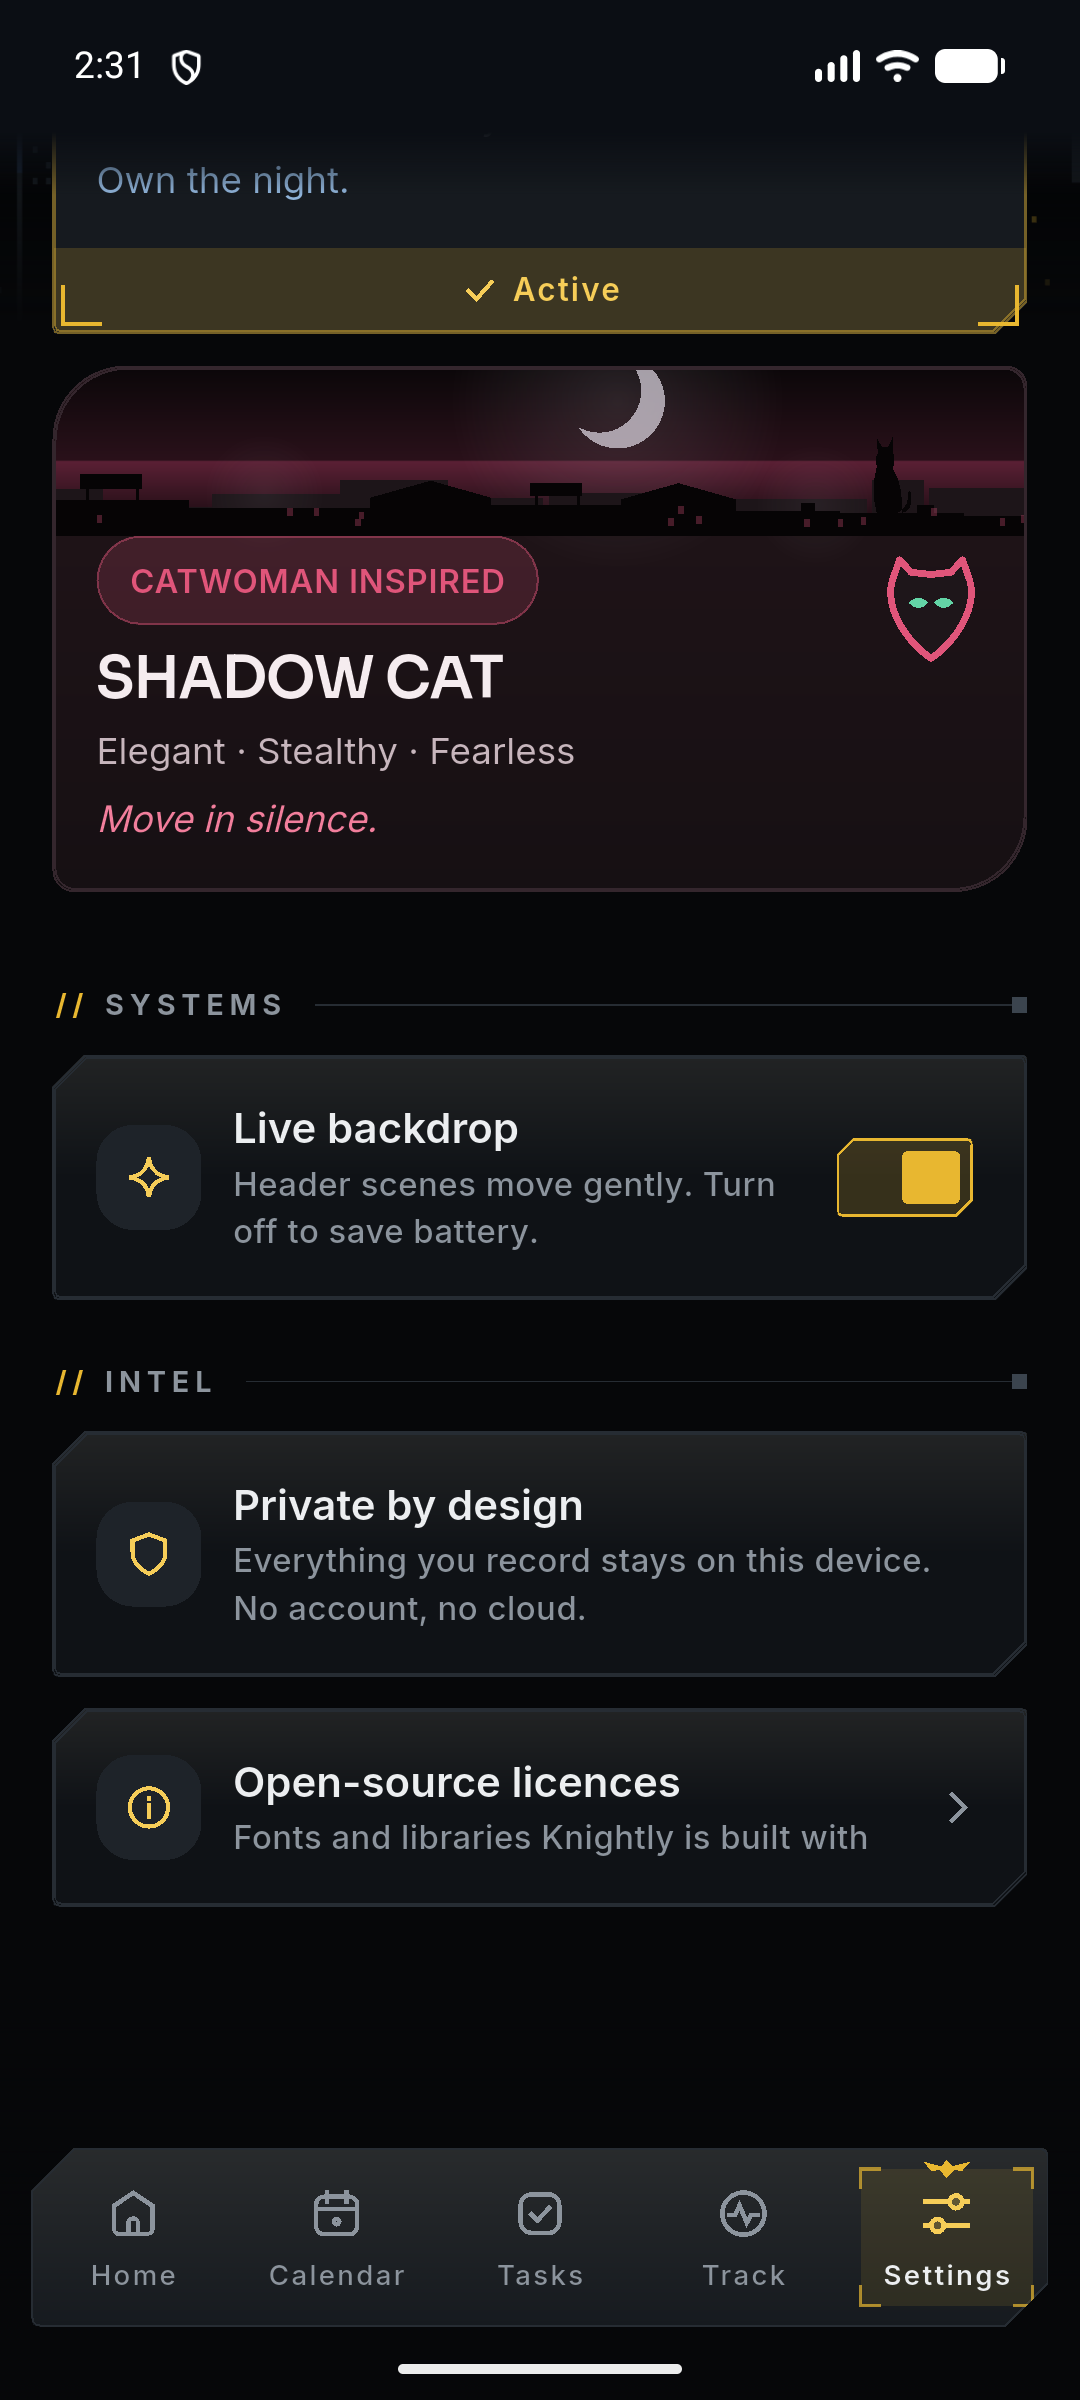 2:31
Own the night.
Active
CATWOMAN INSPIRED
SHADOW CAT
Elegant · Stealthy · Fearless
Move in silence.
// SYSTEMS
Live backdrop
Header scenes move gently. Turn
off to save battery.
// INTEL
Private by design
Everything you record stays on this device.
No account, no cloud.
Open-source licences
Fonts and libraries Knightly is built with
Home
Calendar
Tasks
Track
Settings